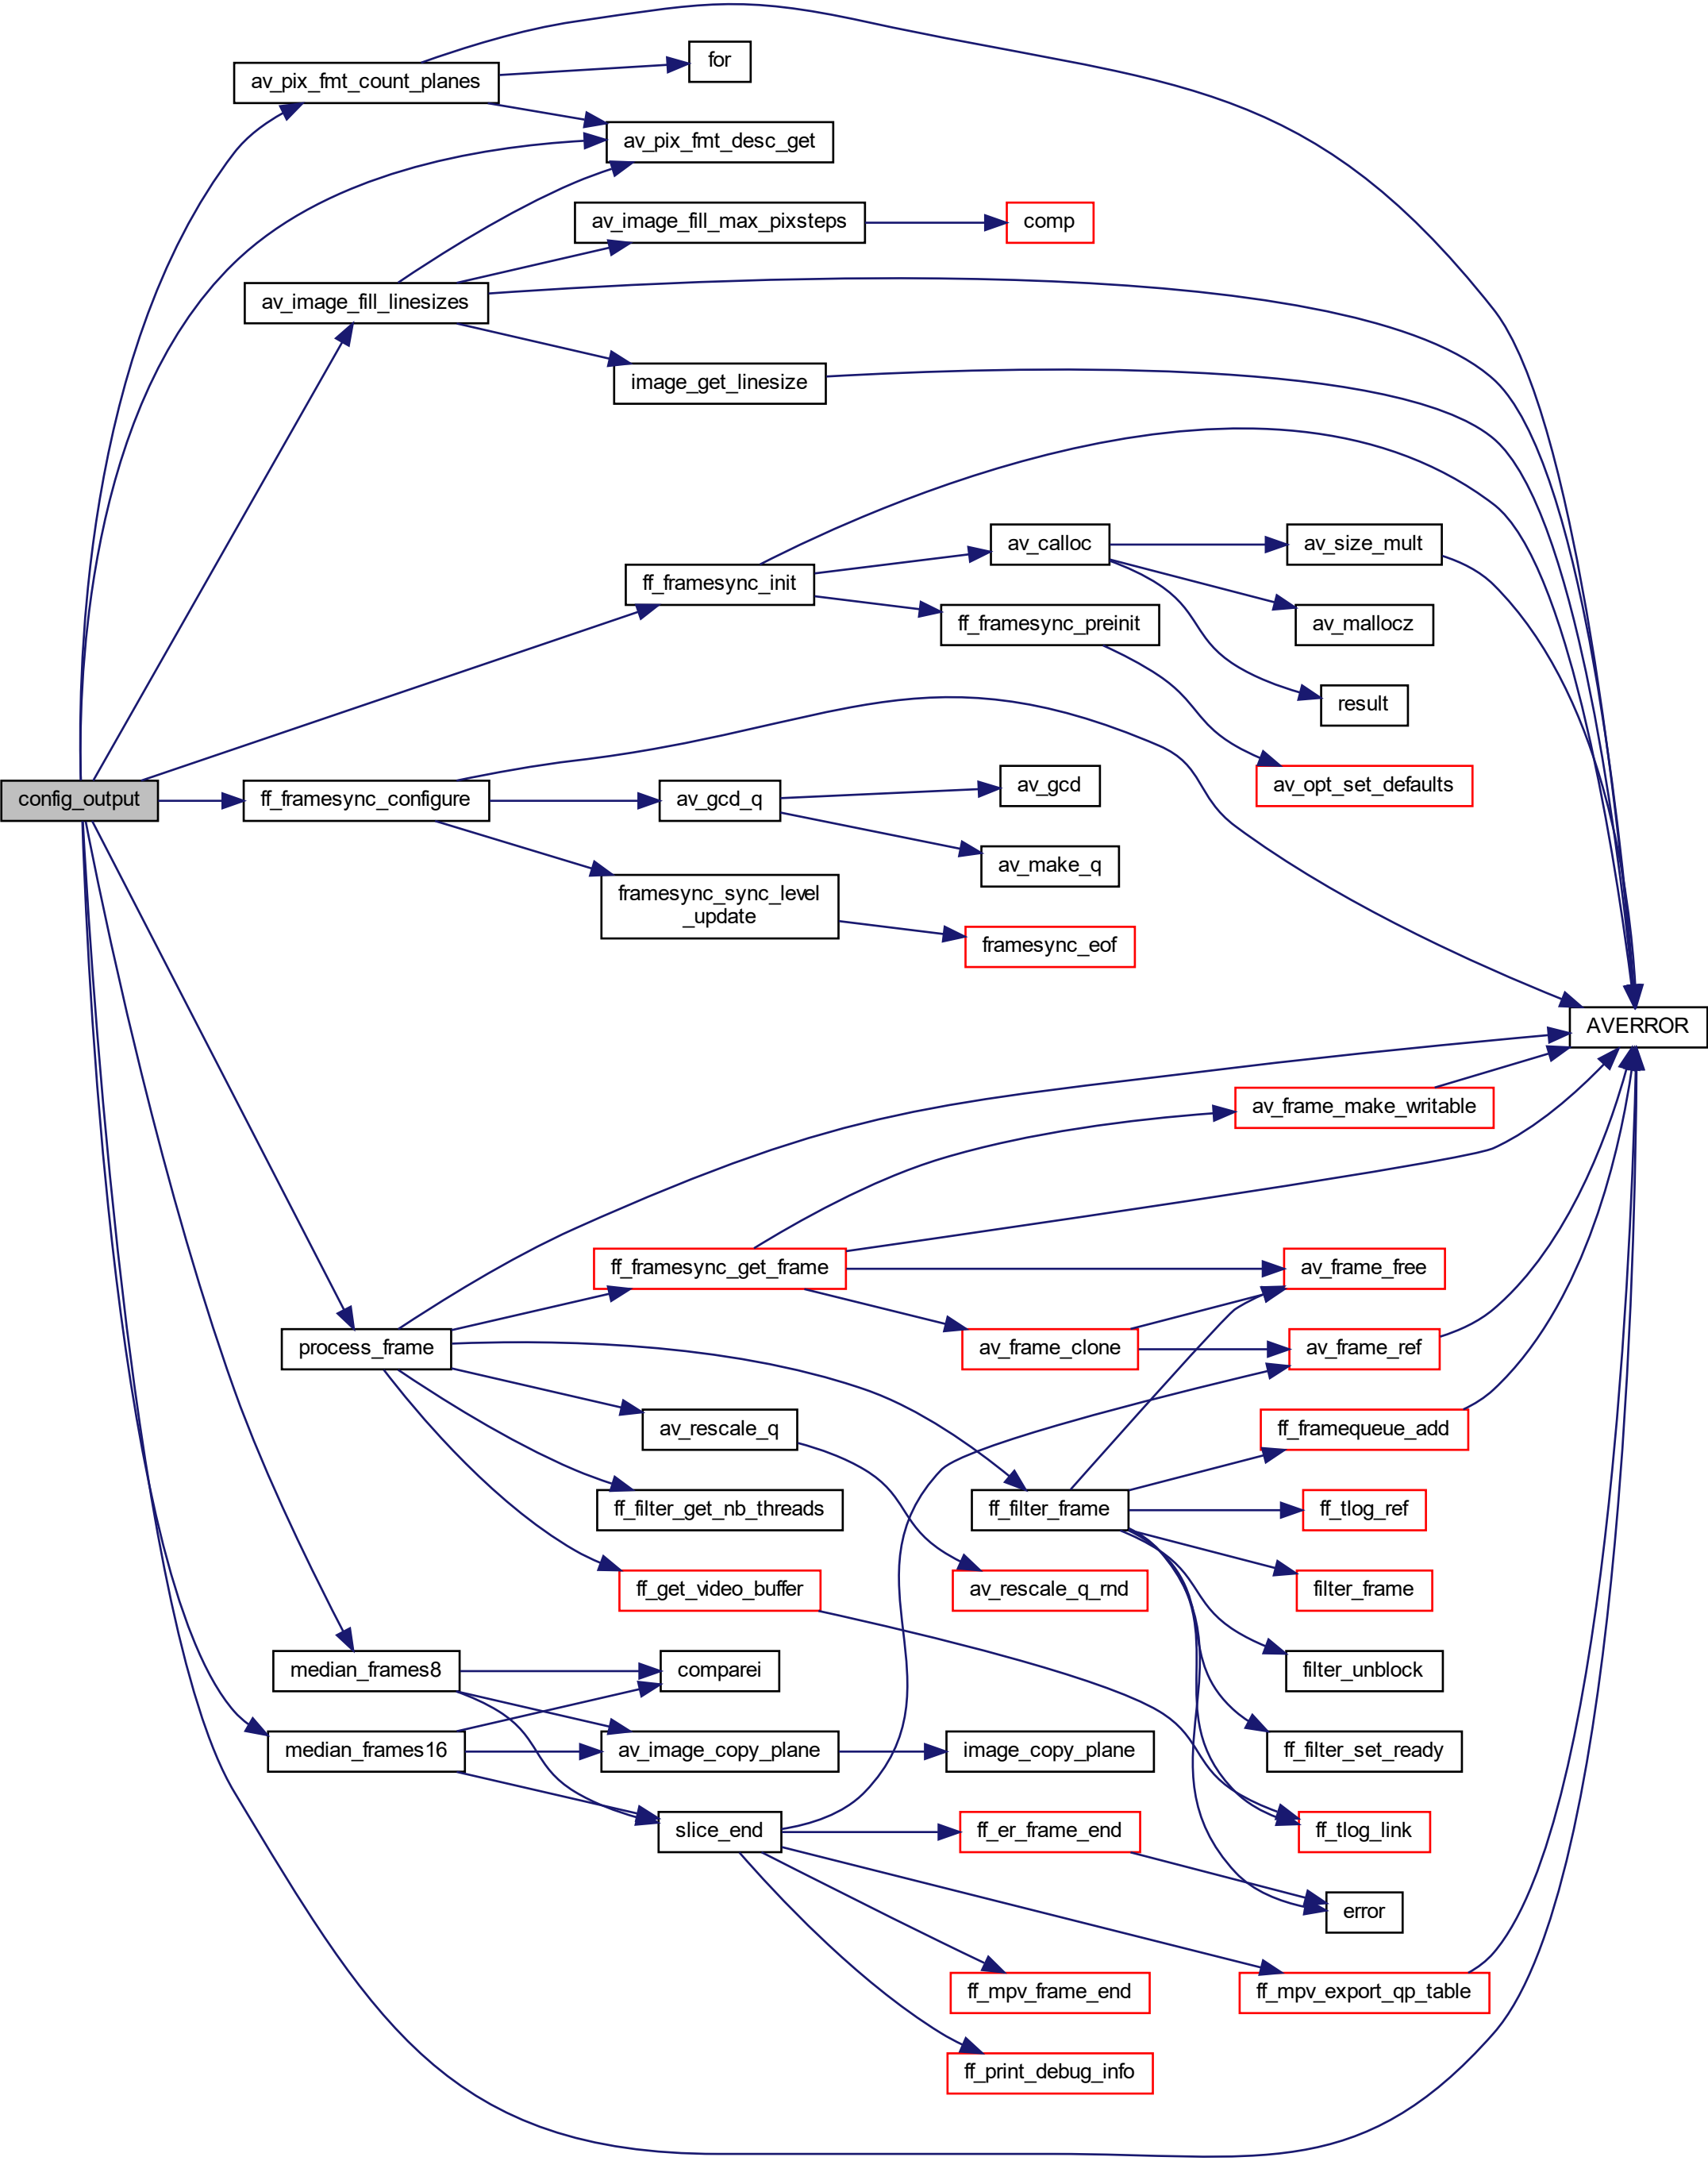 for
av_pix_fmt_count_planes
av_pix_fmt_desc_get
av_image_fill_max_pixsteps
comp
av_image_fill_linesizes
image_get_linesize
av_calloc
av_size_mult
ff_framesync_init
ff_framesync_preinit
av_mallocz
result
config_output
ff_framesync_configure
av_gcd_q
av_gcd
av_opt_set_defaults
av_make_q
framesync_sync_level
_update
framesync_eof
AVERROR
av_frame_make_writable
ff_framesync_get_frame
av_frame_free
process_frame
av_frame_clone
av_frame_ref
av_rescale_q
ff_framequeue_add
ff_filter_get_nb_threads
ff_filter_frame
ff_tlog_ref
ff_get_video_buffer
av_rescale_q_rnd
filter_frame
median_frames8
comparei
filter_unblock
median_frames16
av_image_copy_plane
image_copy_plane
ff_filter_set_ready
slice_end
ff_er_frame_end
ff_tlog_link
error
ff_mpv_frame_end
ff_mpv_export_qp_table
ff_print_debug_info